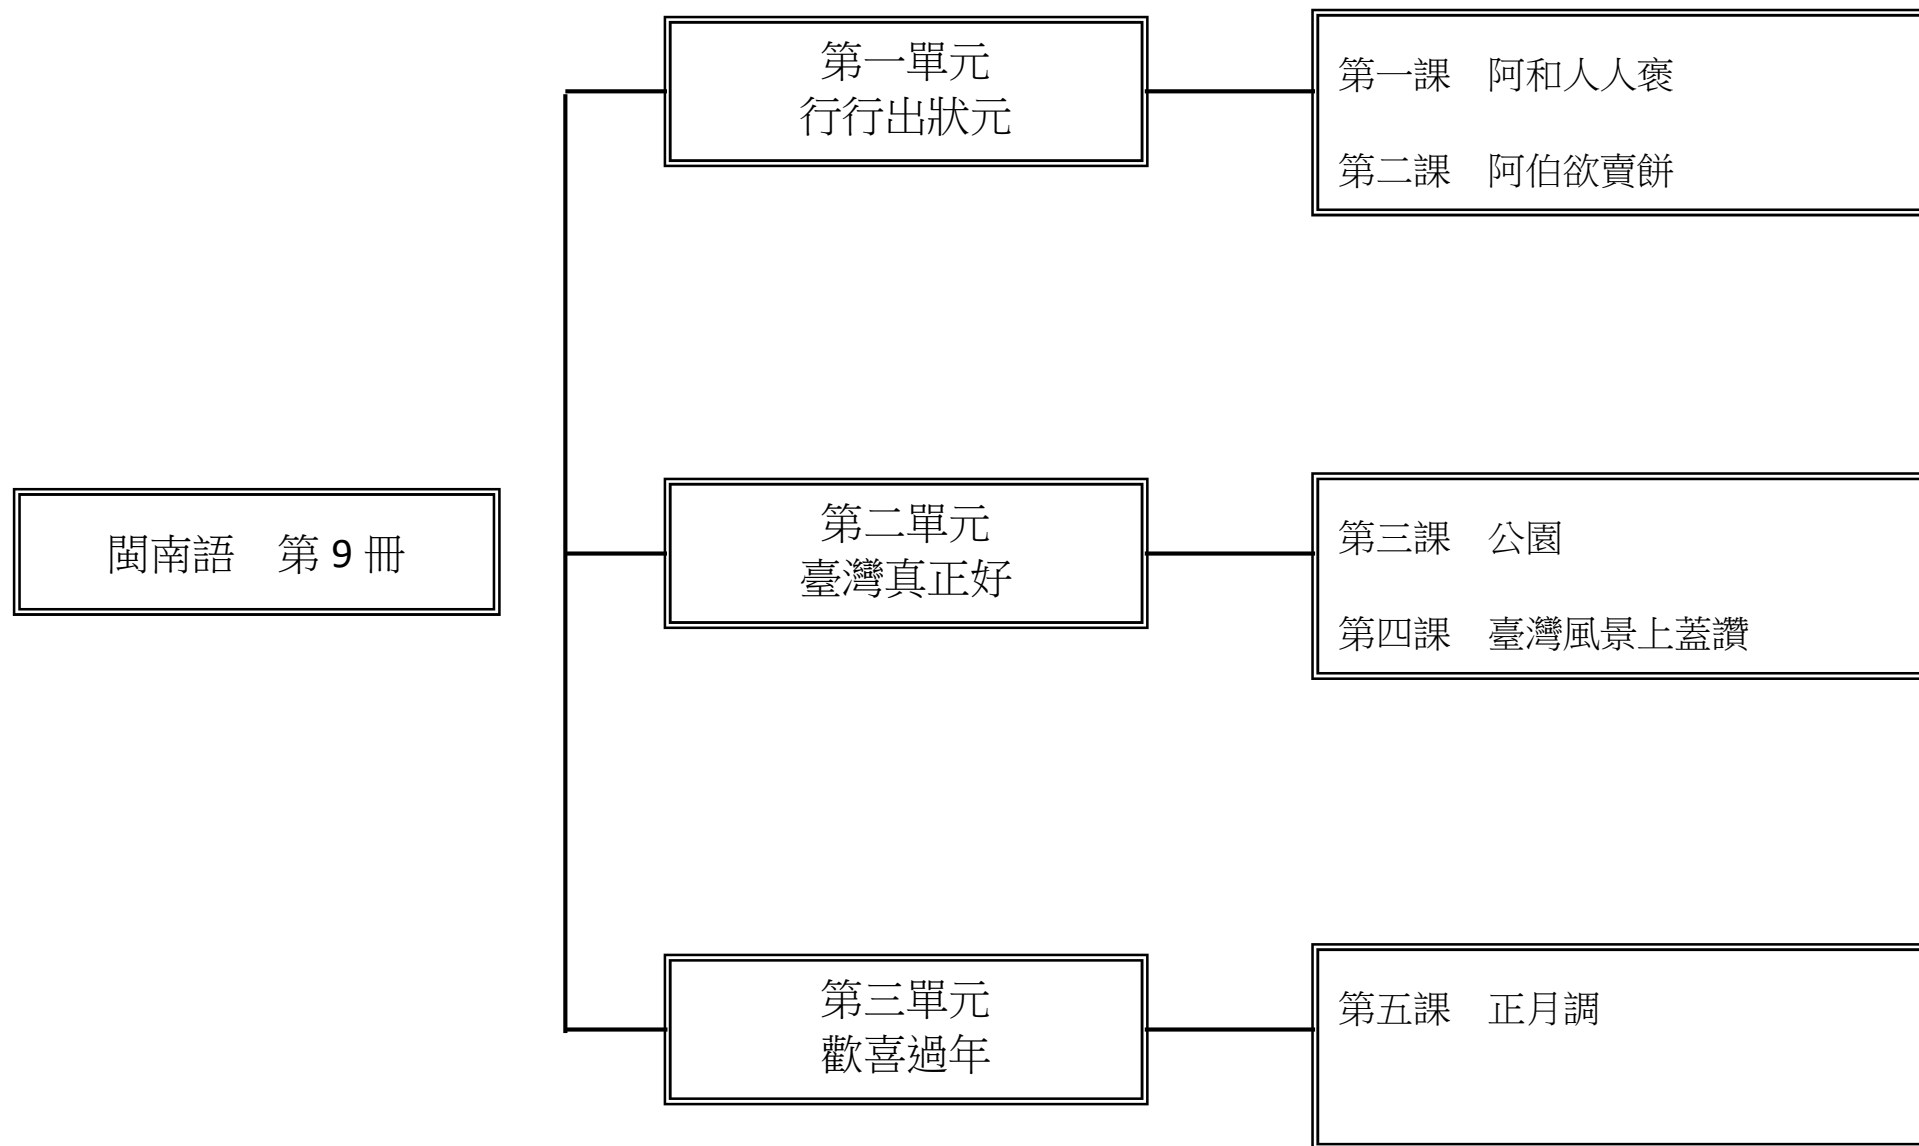 閩南語　第 9 冊
第一單元
行行出狀元
第一課　阿和人人褒
第二課　阿伯欲賣餅
第二單元
臺灣真正好
第三課　公園
第四課　臺灣風景上蓋讚
第三單元
歡喜過年
第五課　正月調